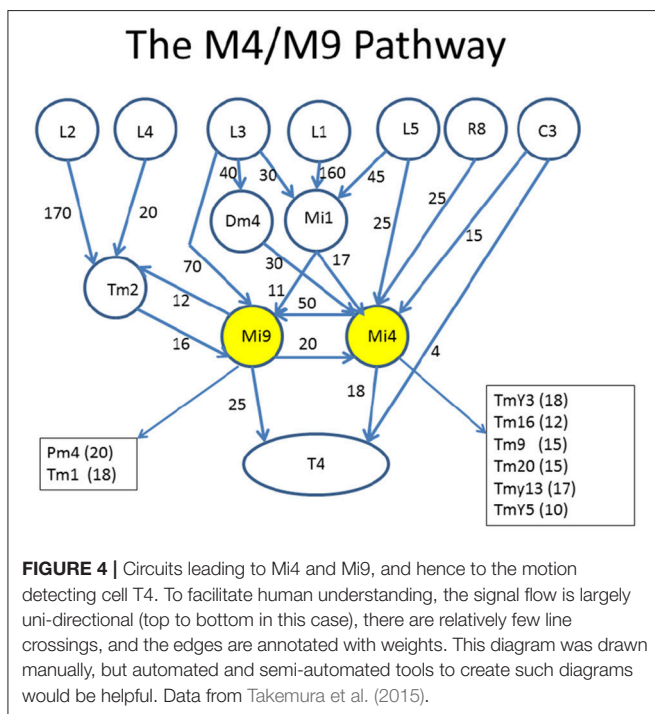 The M4/M9 Pathway
L2 L4 L3 L1 L5 R8 C3
40 30 160 45
170 20 Dm4 Mi1 25 25 15
70 30 17
Tm2 12 11 50
16 Mi9 20 Mi4 4
25 18
Pm4 (20)
Tm1 (18)
T4
TmY3 (18)
Tm16 (12)
Tm9 (15)
Tm20 (15)
Tmy13 (17)
TmY5 (10)
FIGURE 4 | Circuits leading to Mi4 and Mi9, and hence to the motion
detecting cell T4. To facilitate human understanding, the signal flow is largely
uni-directional (top to bottom in this case), there are relatively few line
crossings, and the edges are annotated with weights. This diagram was drawn
manually, but automated and semi-automated tools to create such diagrams
would be helpful. Data from Takemura et al. (2015).